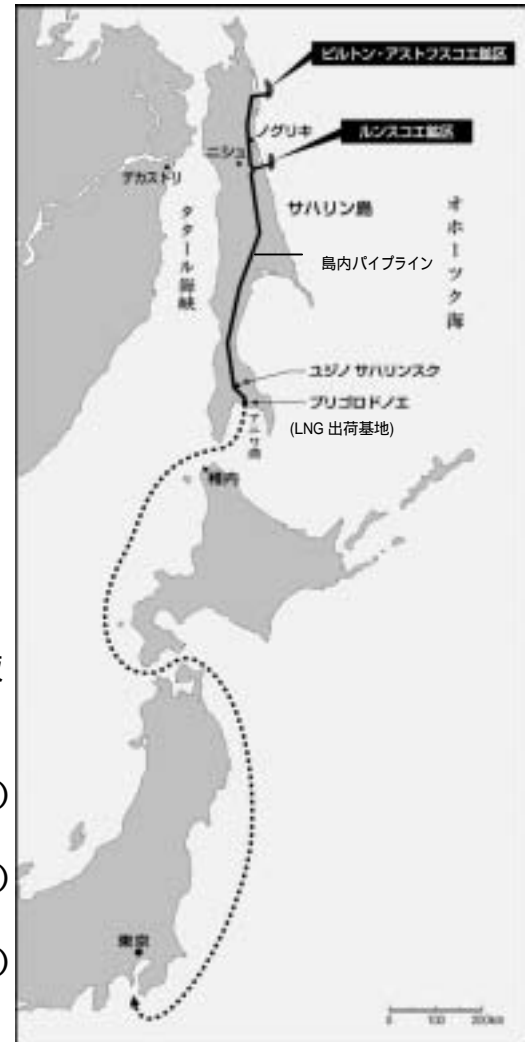 ピルトン・アストフスコエ鉱区
ノグリキ
ルンスコエ鉱区
ニシュ
デカストリ
サハリン島
タタール海峡
オホーツク海
島内パイプライン
ユジノサハリンスク
プリゴロドノエ
(LNG 出荷基地)
アニワ湾
稚内
の
の
の
東京
0 100 200km